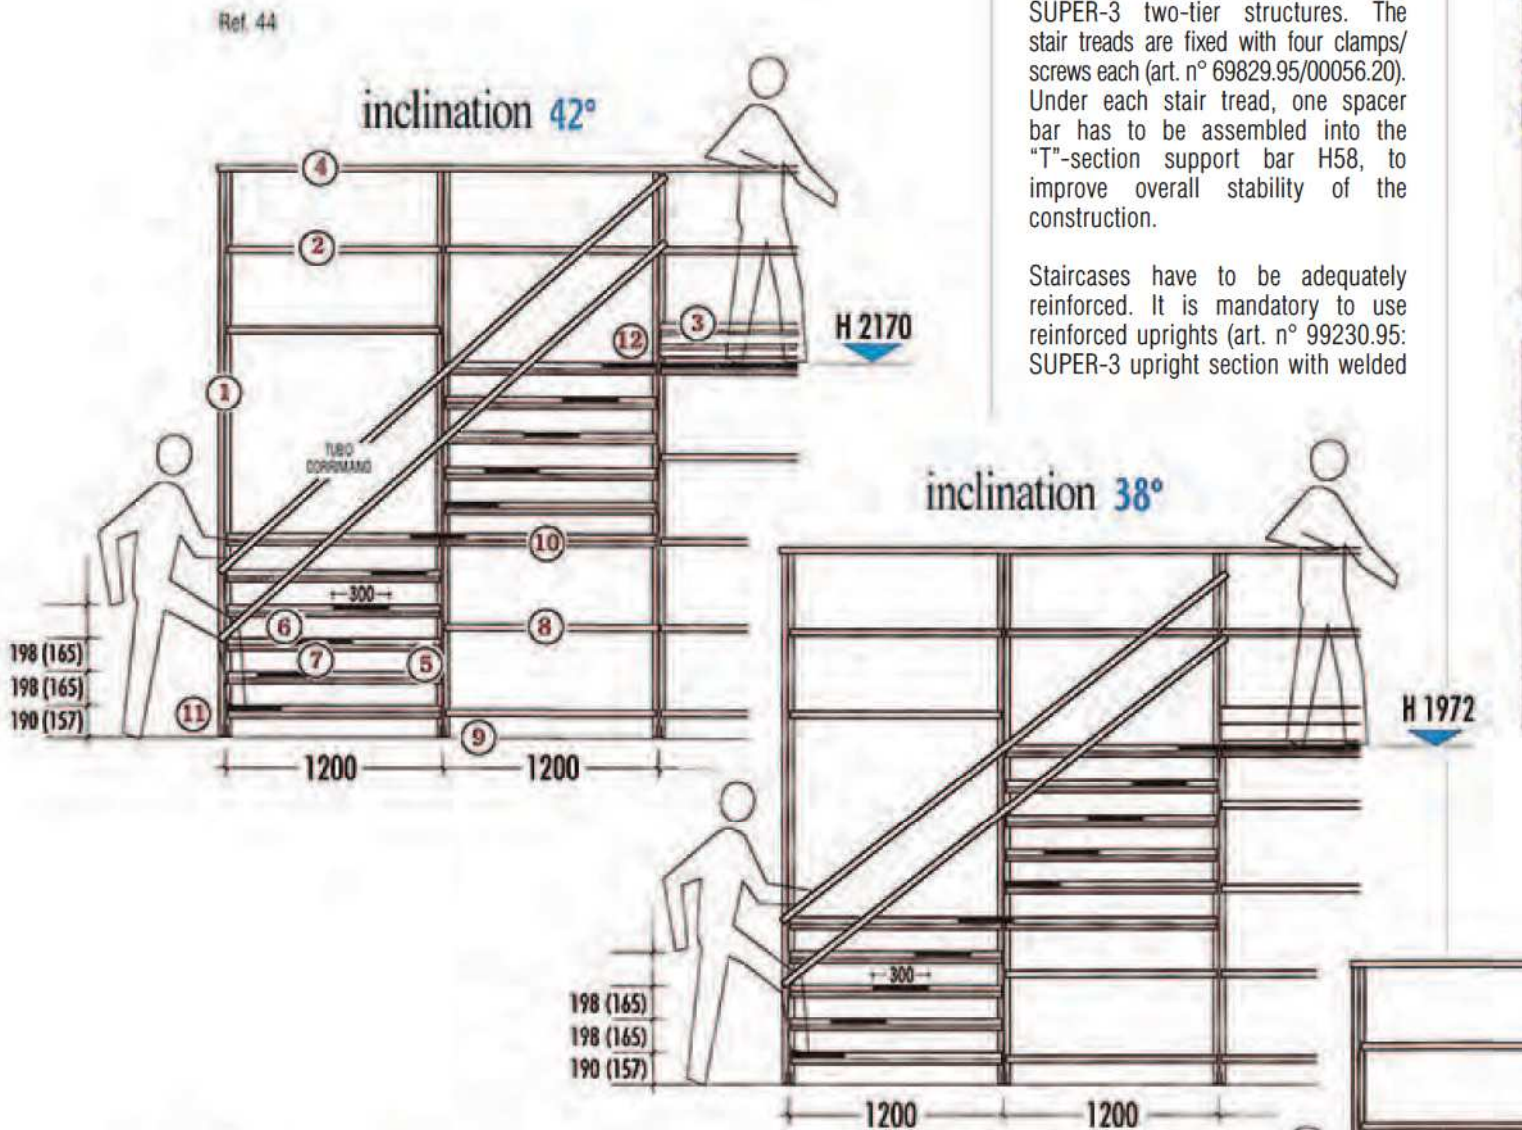 Ref. 44
SUPER-3 two-tier structures. The
stair treads are fixed with four clamps/
screws each (art. n° 69829.95/00056.20).
Under each stair tread, one spacer
bar has to be assembled into the
“T”-section support bar H58, to
improve overall stability of the
construction.
Staircases have to be adequately
reinforced. It is mandatory to use
reinforced uprights (art. n° 99230.95:
SUPER-3 upright section with welded
inclination 42°
4
2
3
12
H 2170
1
TUBO
CORRIMANO
10
300
6
8
7
5
198 (165)
198 (165)
190 (157)
11
9
1200
1200
inclination 38°
H 1972
300
198 (165)
198 (165)
190 (157)
1200
1200